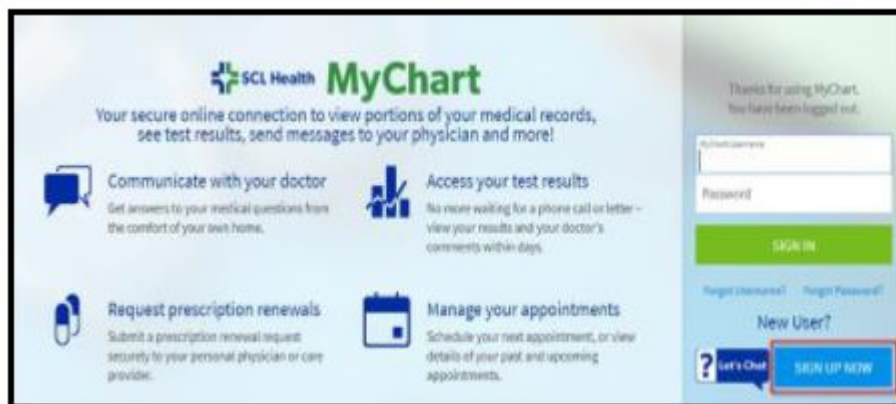 SCL Health MyChart
Your secure online connection to view portions of your medical records,
see test results, send messages to your physician and more!
Communicate with your doctor
Get answers to your medical questions from
the comfort of your own home.
Access your test results
No more waiting for a phone call or letter –
view your results and your doctor's
comments within days.
Request prescription renewals
Submit a prescription renewal request
securely to your personal physician or care
provider.
Manage your appointments
Schedule your next appointment, or view
details of your past and upcoming
appointments.
Thanks for using MyChart.
You have been logged out.
MyChart Username
Password
SIGN IN
Forgot Username? Forgot Password?
New User?
? Let's Chat
SIGN UP NOW